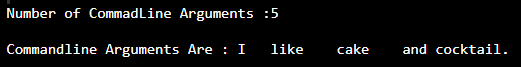 Number of CommadLine Arguments :5
Commandline Arguments Are : I   like    cake    and cocktail.